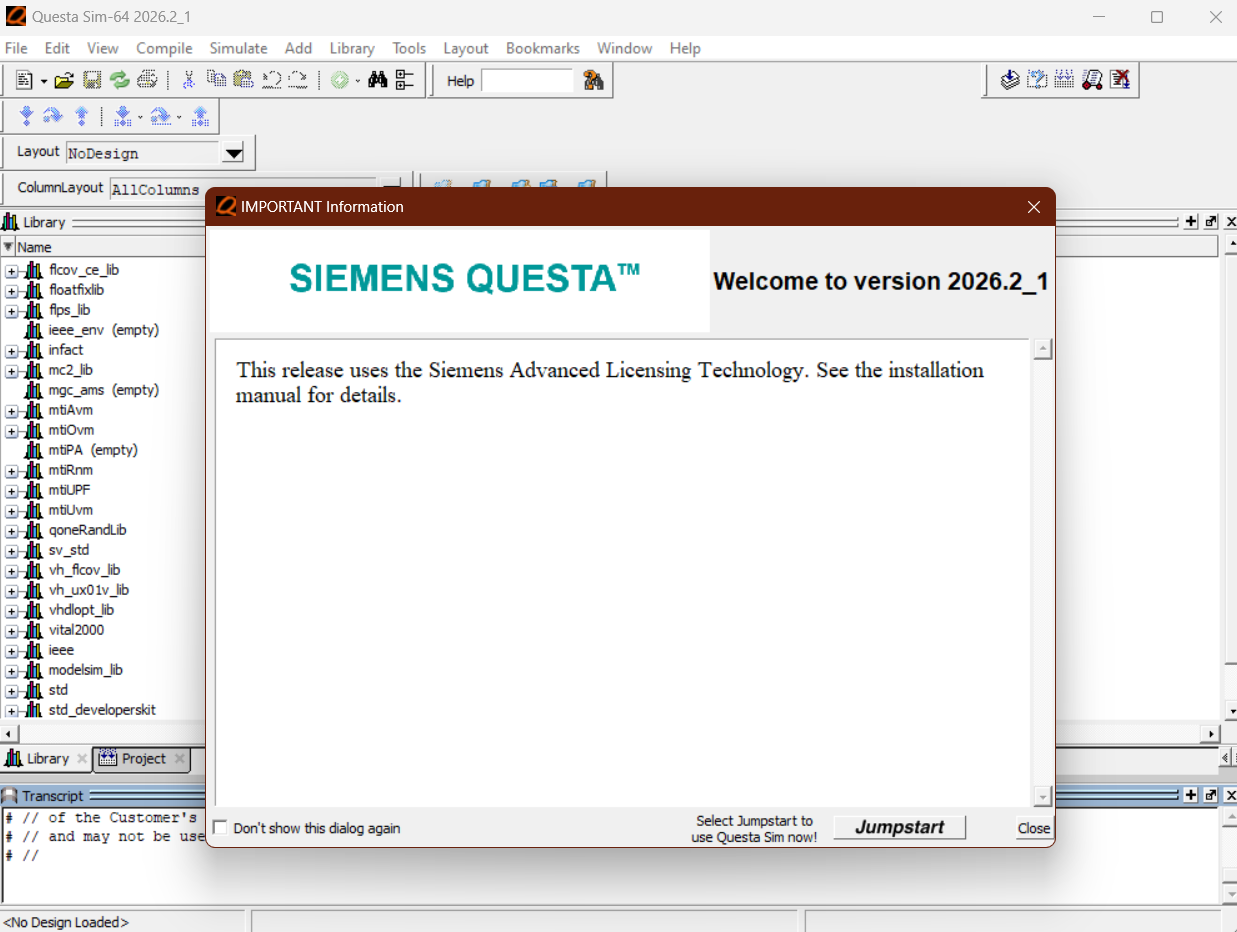 Questa Sim-64 2026.2_1
File Edit View Compile Simulate Add Library Tools Layout Bookmarks Window Help
Help
Layout NoDesign
ColumnLayout AllColumns
IMPORTANT Information
Library
Name
SIEMENS QUESTA™
Welcome to version 2026.2_1
This release uses the Siemens Advanced Licensing Technology. See the installation
manual for details.
flcov_ce_lib
floatfixlib
flps_lib
ieee_env (empty)
infact
mc2_lib
mgc_ams (empty)
mtiAvm
mtiOvm
mtiPA (empty)
mtiRnm
mtiUPF
mtiUvm
qoneRandLib
sv_std
vh_flcov_lib
vh_ux01v_lib
vhdlopt_lib
vital2000
ieee
modelsim_lib
std
std_developerskit
Library Project
Transcript
# // of the Customer's
# // and may not be use
# //
Don't show this dialog again
Select Jumpstart to
use Questa Sim now!
Jumpstart
Close
<No Design Loaded>